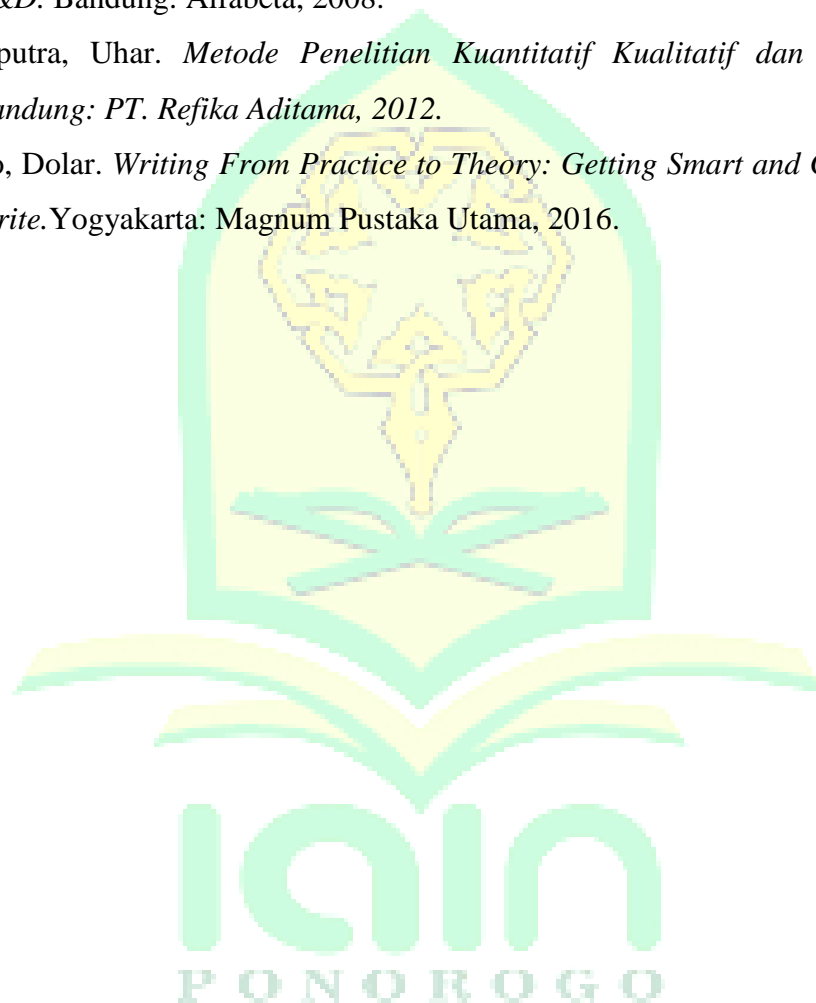 &D. Bandung: Alfabeta, 2008.
putra, Uhar. Metode Penelitian Kuantitatif Kualitatif dan
andung: PT. Refika Aditama, 2012.
o, Dolar. Writing From Practice to Theory: Getting Smart and
rite.Yogyakarta: Magnum Pustaka Utama, 2016.
iain
PONOROGO